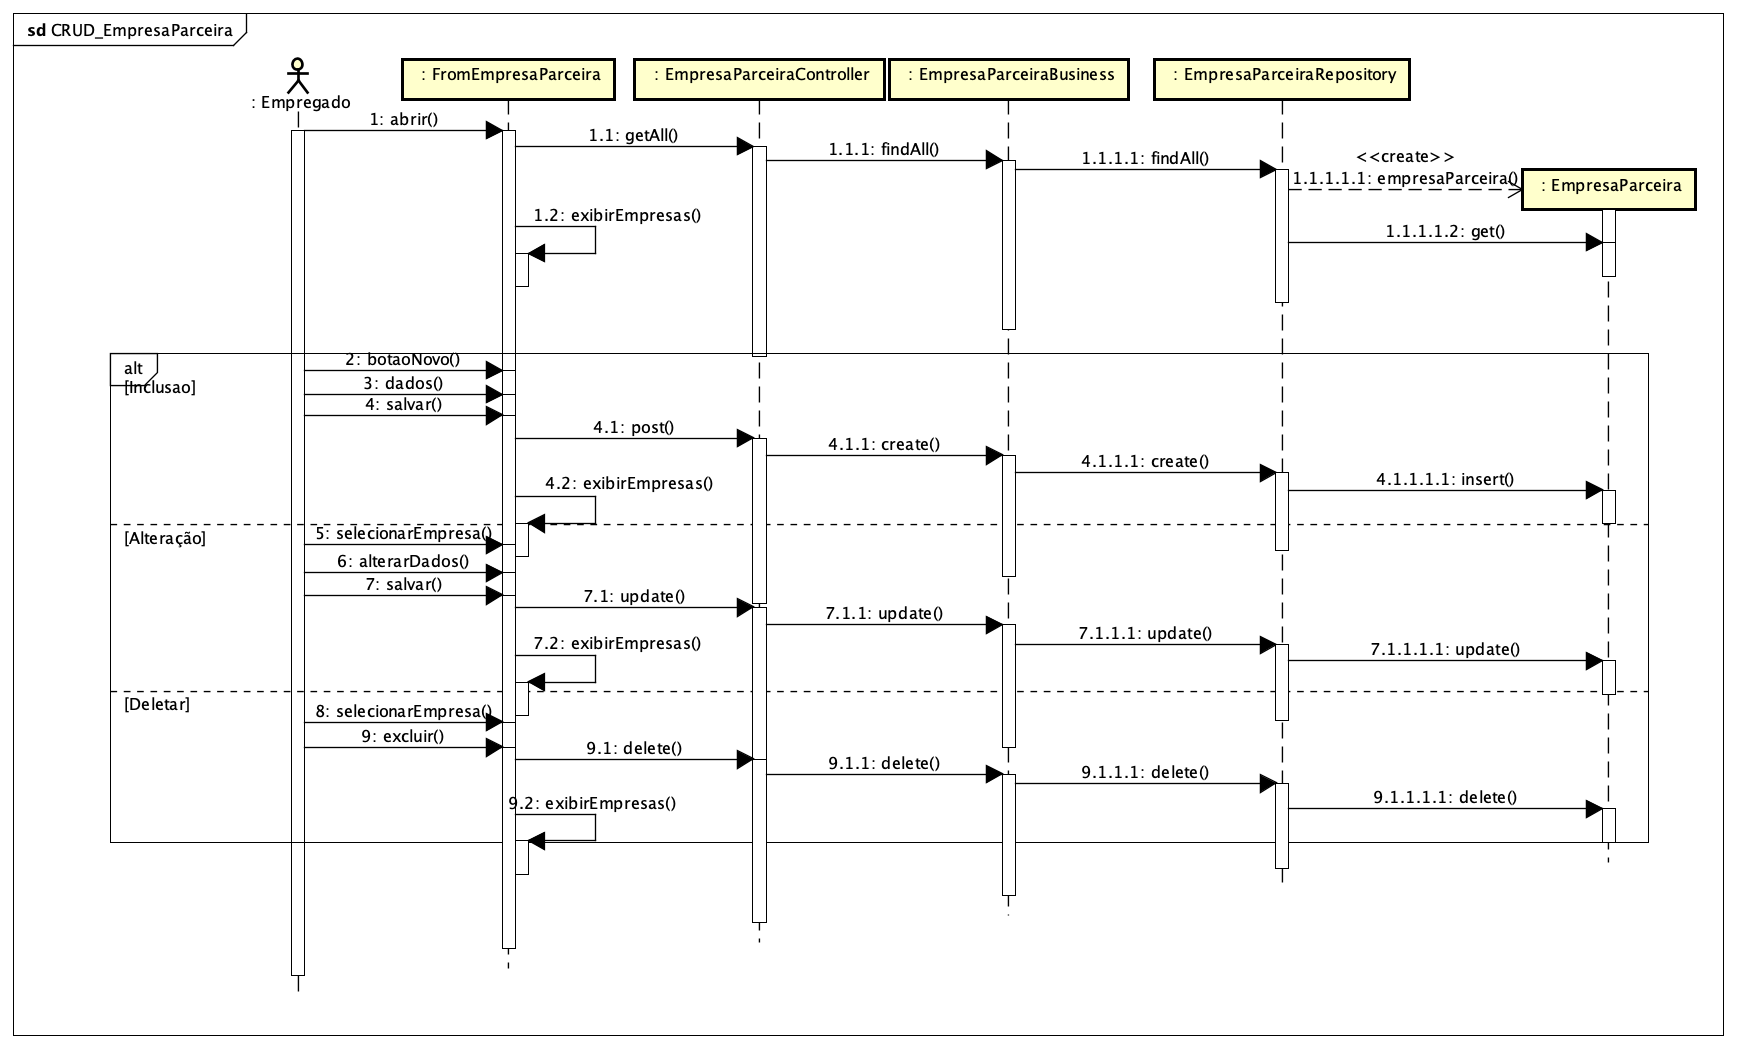 sd CRUD_EmpresaParceira
: Empregado
: FromEmpresaParceira
: EmpresaParceiraController
: EmpresaParceiraBusiness
: EmpresaParceiraRepository
1: abrir()
1.1: getAll()
1.1.1: findAll()
1.1.1.1: findAll()
<<create>>
1.1.1.1.1: empresaParceira()
: EmpresaParceira
1.2: exibirEmpresas()
1.1.1.1.2: get()
alt
[Inclusao]
2: botaoNovo()
3: dados()
4: salvar()
4.1: post()
4.1.1: create()
4.1.1.1: create()
4.1.1.1.1: insert()
4.2: exibirEmpresas()
[Alteração]
5: selecionarEmpresa()
6: alterarDados()
7: salvar()
7.1: update()
7.1.1: update()
7.1.1.1: update()
7.1.1.1.1: update()
7.2: exibirEmpresas()
[Deletar]
8: selecionarEmpresa()
9: excluir()
9.1: delete()
9.1.1: delete()
9.1.1.1: delete()
9.1.1.1.1: delete()
9.2: exibirEmpresas()